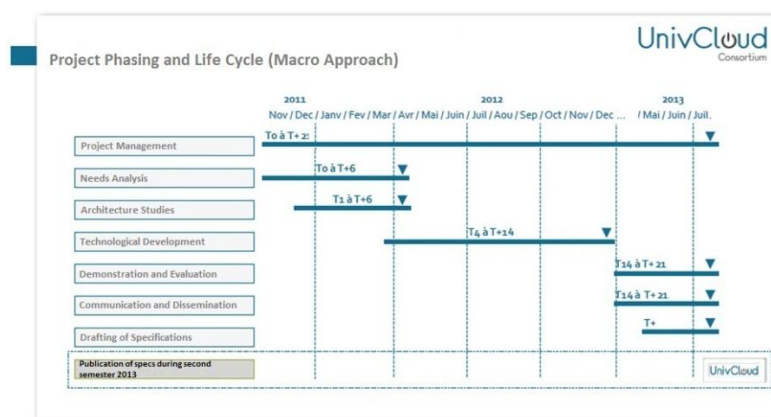 UnivCloud
Consortium
Project Phasing and Life Cycle (Macro Approach)
2011 2012 2013
Nov / Dec / Janv / Fev / Mar / Avr / Mai / Juin / Juil / Aou / Sep / Oct / Nov / Dec ... / Mai / Juin / Juil.
Project Management
To à T+ 2:
Needs Analysis
To à T+6
Architecture Studies
T1 à T+6
Technological Development
T4 à T+14
Demonstration and Evaluation
T14 à T+ 21
Communication and Dissemination
T14 à T+ 21
Drafting of Specifications
T+
Publication of specs during second
semester 2013
UnivCloud